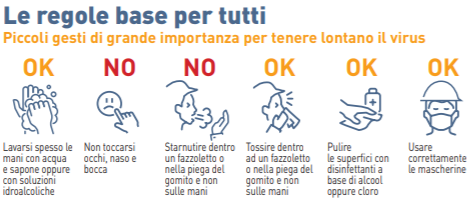 Le regole base per tutti
Piccoli gesti di grande importanza per tenere lontano il virus
OK NO NO OK OK OK
Lavarsi spesso le
mani con acqua
e sapone oppure
con soluzioni
idroalcoliche
Non toccarsi
occhi, naso e
bocca
Starnutire dentro
un fazzoletto o
nella piega del
gomito e non
sulle mani
Tossire dentro
ad un fazzoletto
o nella piega del
gomito e non
sulle mani
Pulire
le superfici con
disinfettanti a
base di alcool
oppure cloro
Usare
correttamente
le mascherine